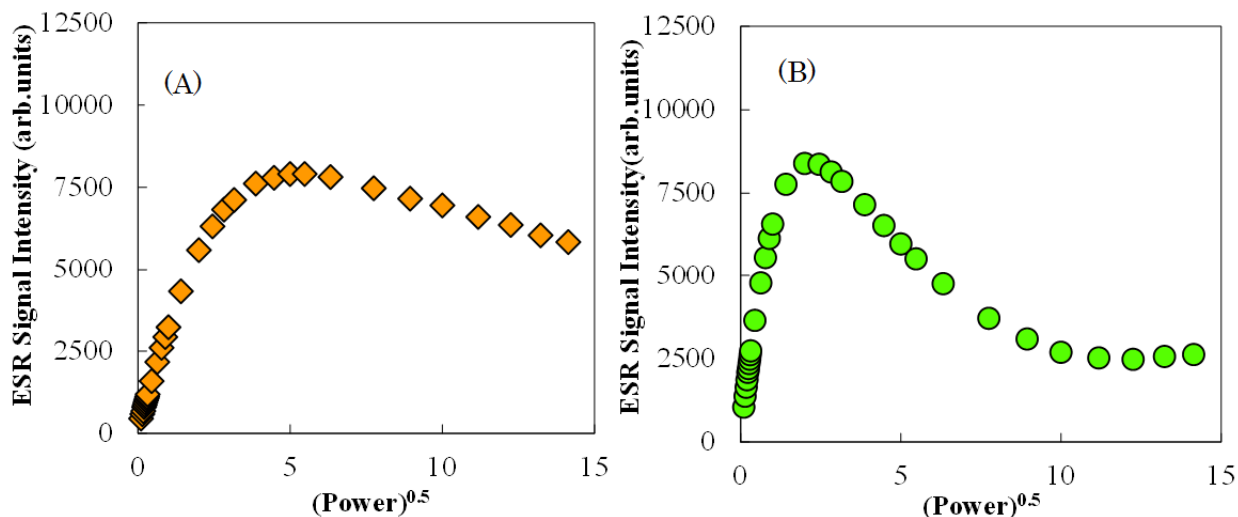 ESR Signal Intensity (arb.units)
12500
10000
7500
5000
2500
0
(A)
0 5 10 15
(Power)0.5
ESR Signal Intensity(arb.units)
12500
10000
7500
5000
2500
0
(B)
0 5 10 15
(Power)0.5